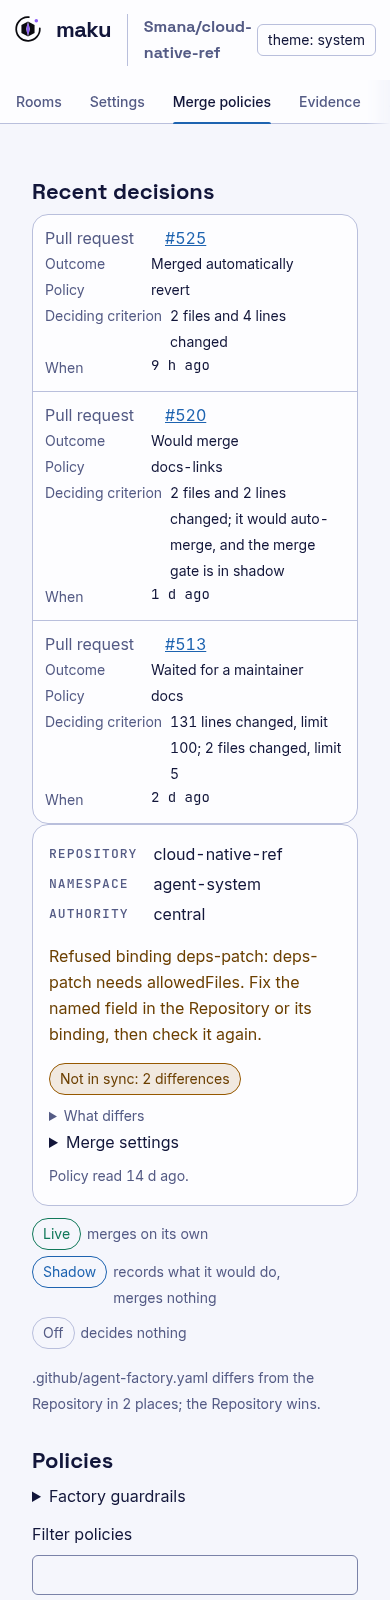 maku
Smana/cloud-
native-ref
theme: system
Rooms Settings Merge policies Evidence
Recent decisions
Pull request #525
Outcome Merged automatically
Policy revert
Deciding criterion 2 files and 4 lines
changed
When 9 h ago
Pull request #520
Outcome Would merge
Policy docs-links
Deciding criterion 2 files and 2 lines
changed; it would auto-
merge, and the merge
gate is in shadow
When 1 d ago
Pull request #513
Outcome Waited for a maintainer
Policy docs
Deciding criterion 131 lines changed, limit
100; 2 files changed, limit
5
When 2 d ago
REPOSITORY cloud-native-ref
NAMESPACE agent-system
AUTHORITY central
Refused binding deps-patch: deps-
patch needs allowedFiles. Fix the
named field in the Repository or its
binding, then check it again.
Not in sync: 2 differences
What differs
Merge settings
Policy read 14 d ago.
Live merges on its own
Shadow records what it would do,
merges nothing
Off decides nothing
.github/agent-factory.yaml differs from the
Repository in 2 places; the Repository wins.
Policies
Factory guardrails
Filter policies